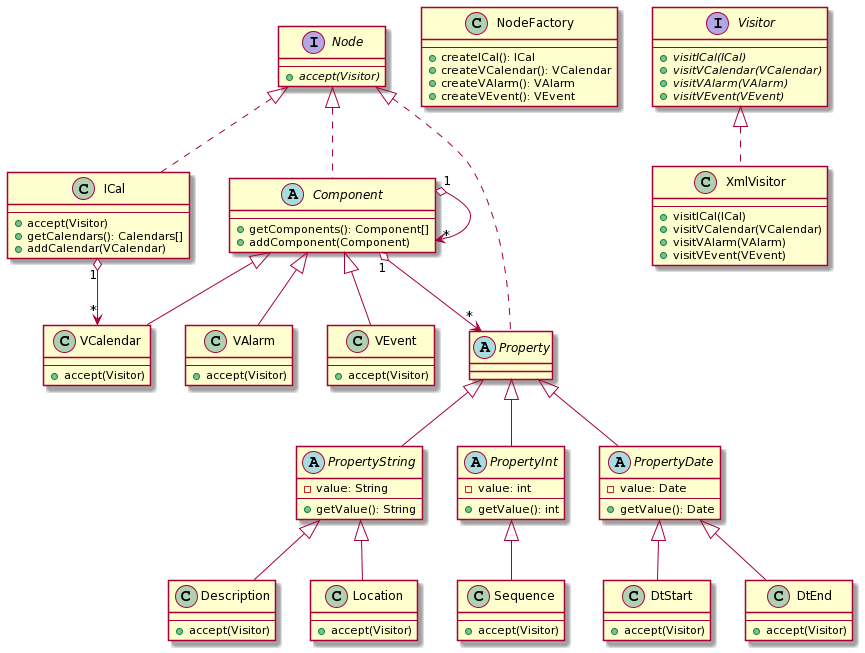 I Node
accept(Visitor)
C NodeFactory
createICal(): ICal
createVCalendar(): VCalendar
createVAlarm(): VAlarm
createVEvent(): VEvent
I Visitor
visitICal(ICal)
visitVCalendar(VCalendar)
visitVAlarm(VAlarm)
visitVEvent(VEvent)
C ICal
accept(Visitor)
getCalendars(): Calendars[]
addCalendar(VCalendar)
A Component
getComponents(): Component[]
addComponent(Component)
1
*
C XmlVisitor
visitICal(ICal)
visitVCalendar(VCalendar)
visitVAlarm(VAlarm)
visitVEvent(VEvent)
1
*
1
*
C VCalendar
accept(Visitor)
C VAlarm
accept(Visitor)
C VEvent
accept(Visitor)
A Property
A PropertyString
value: String
getValue(): String
A PropertyInt
value: int
getValue(): int
A PropertyDate
value: Date
getValue(): Date
C Description
accept(Visitor)
C Location
accept(Visitor)
C Sequence
accept(Visitor)
C DtStart
accept(Visitor)
C DtEnd
accept(Visitor)